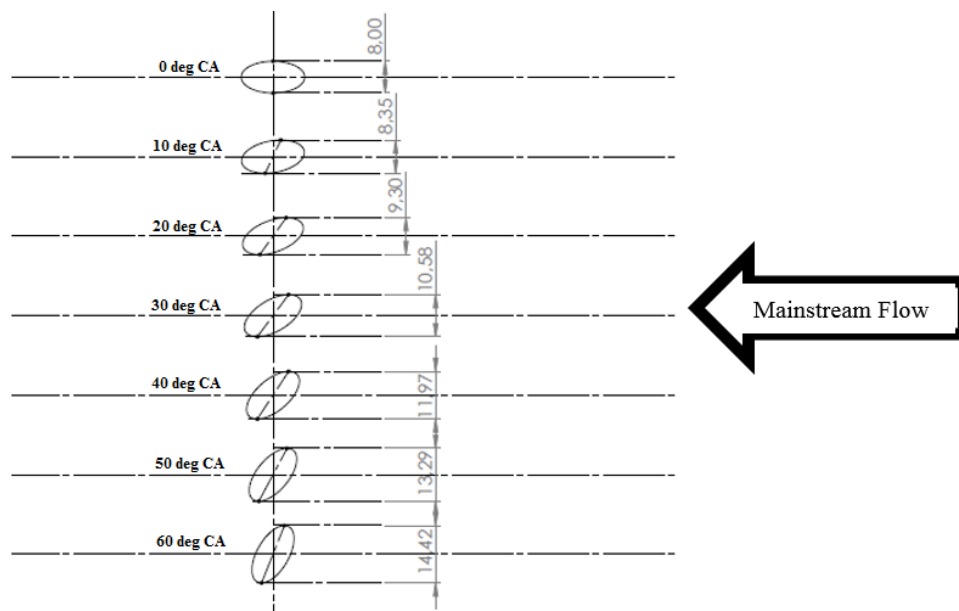 0 deg CA
8,00
10 deg CA
8,35
20 deg CA
9,30
30 deg CA
10,58
Mainstream Flow
40 deg CA
11,97
50 deg CA
13,29
60 deg CA
14,42